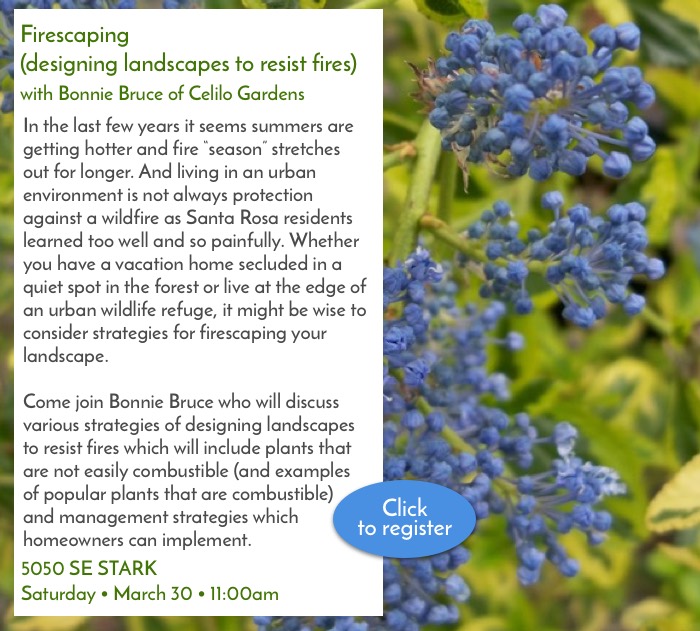 Firescaping
(designing landscapes to resist fires)
with Bonnie Bruce of Celilo Gardens
In the last few years it seems summers are
getting hotter and fire "season" stretches
out for longer. And living in an urban
environment is not always protection
against a wildfire as Santa Rosa residents
learned too well and so painfully. Whether
you have a vacation home secluded in a
quiet spot in the forest or live at the edge of
an urban wildlife refuge, it might be wise to
consider strategies for firescaping your
landscape.
Come join Bonnie Bruce who will discuss
various strategies of designing landscapes
to resist fires which will include plants that
are not easily combustible (and examples
of popular plants that are combustible)
and management strategies which
homeowners can implement.
Click
to register
5050 SE STARK
Saturday • March 30 • 11:00am